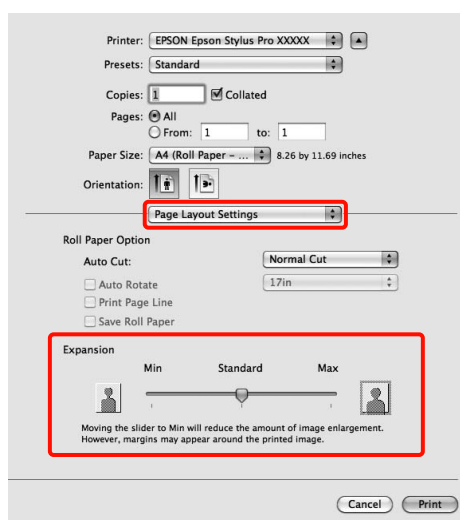 Printer: EPSON Epson Stylus Pro XXXXX
Presets: Standard
Copies: 1 Collated
Pages: All
From: 1 to: 1
Paper Size: A4 (Roll Paper – ... 8.26 by 11.69 inches
Orientation:
Page Layout Settings
Roll Paper Option
Auto Cut: Normal Cut
Auto Rotate 17in
Print Page Line
Save Roll Paper
Expansion
Min Standard Max
Moving the slider to Min will reduce the amount of image enlargement.
However, margins may appear around the printed image.
Cancel Print